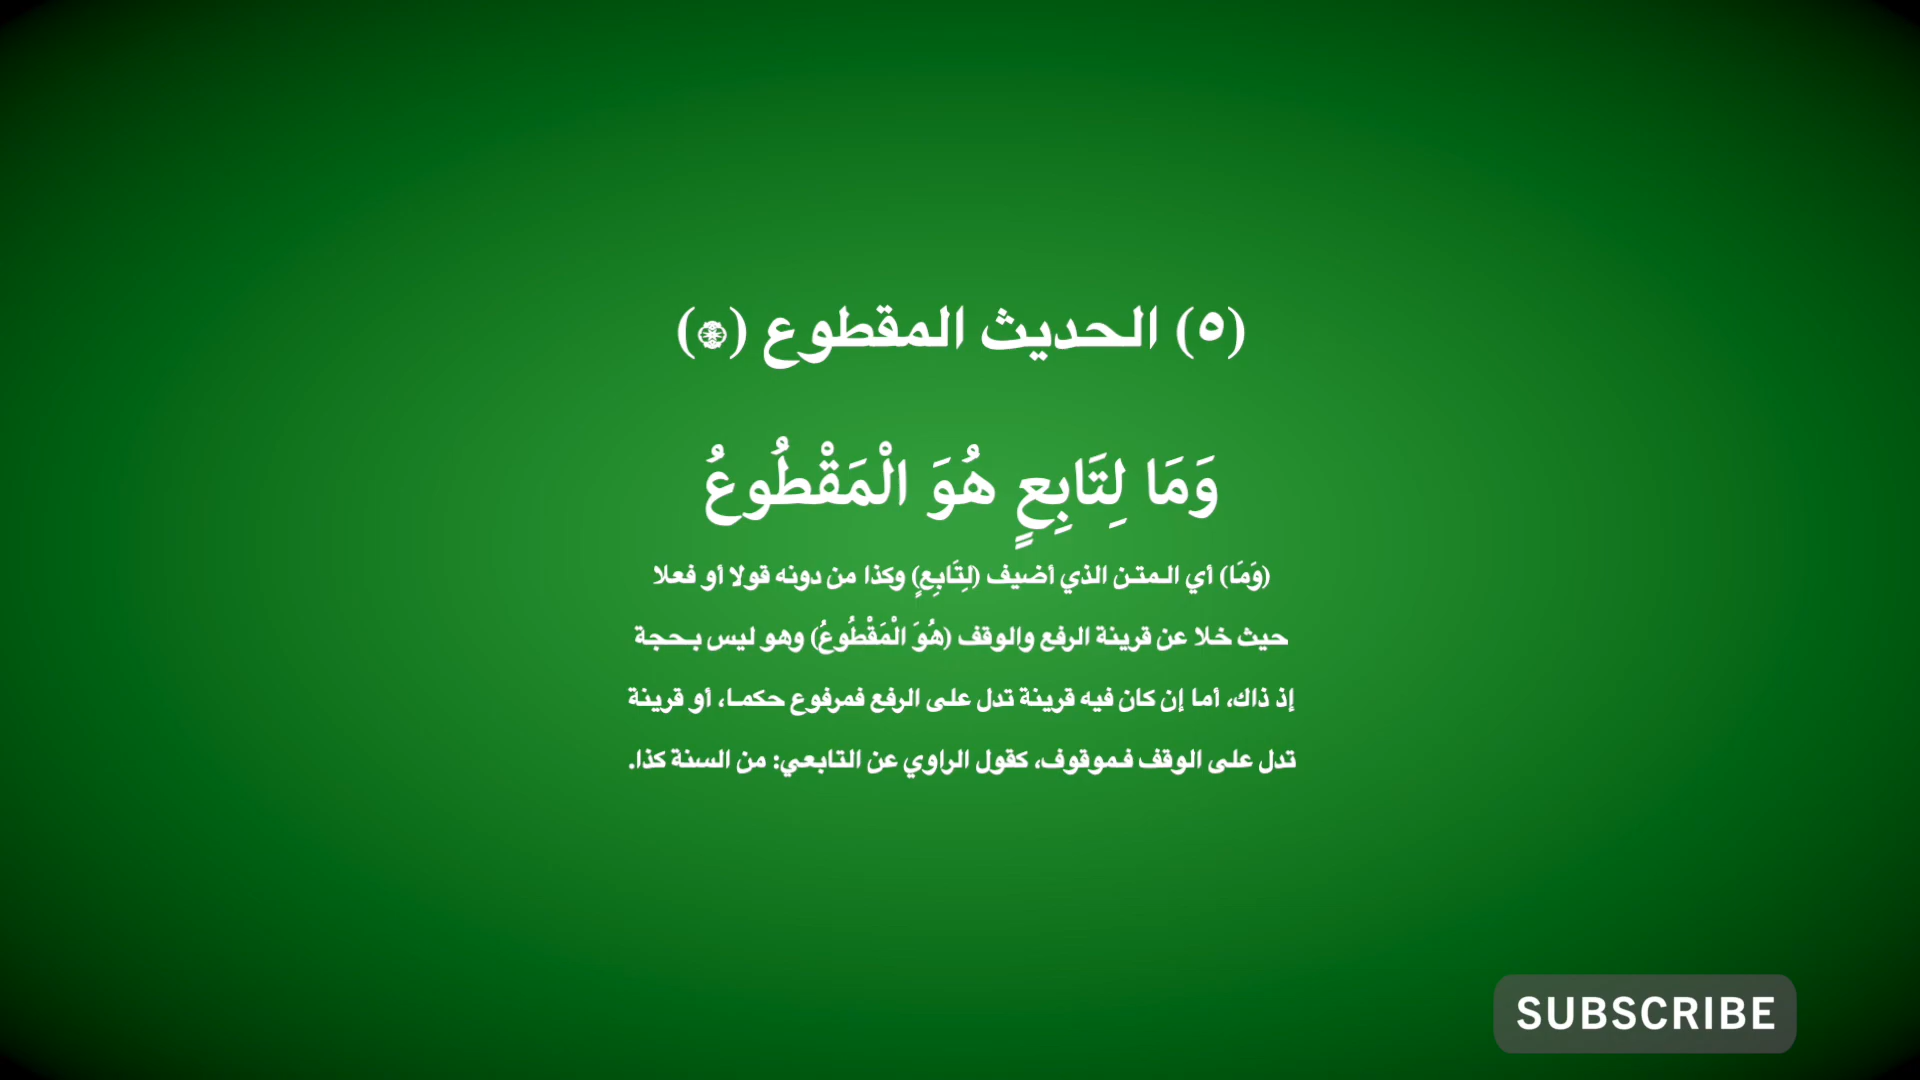 (٥) الحديث المقطوع (۞)
وَمَا لِتَابِعٍ هُوَ الْمَقْطُوعُ
(وَمَا) أي المتن الذي أضيف (لِتَابِعٍ) وكذا من دونه قولا أو فعلا
حيث خلا عن قرينة الرفع والوقف (هُوَ الْمَقْطُوعُ) وهو ليس بحجة
إذ ذاك، أما إن كان فيه قرينة تدل على الرفع فمرفوع حكما، أو قرينة
تدل على الوقف فموقوف، كقول الراوي عن التابعي: من السنة كذا.
SUBSCRIBE